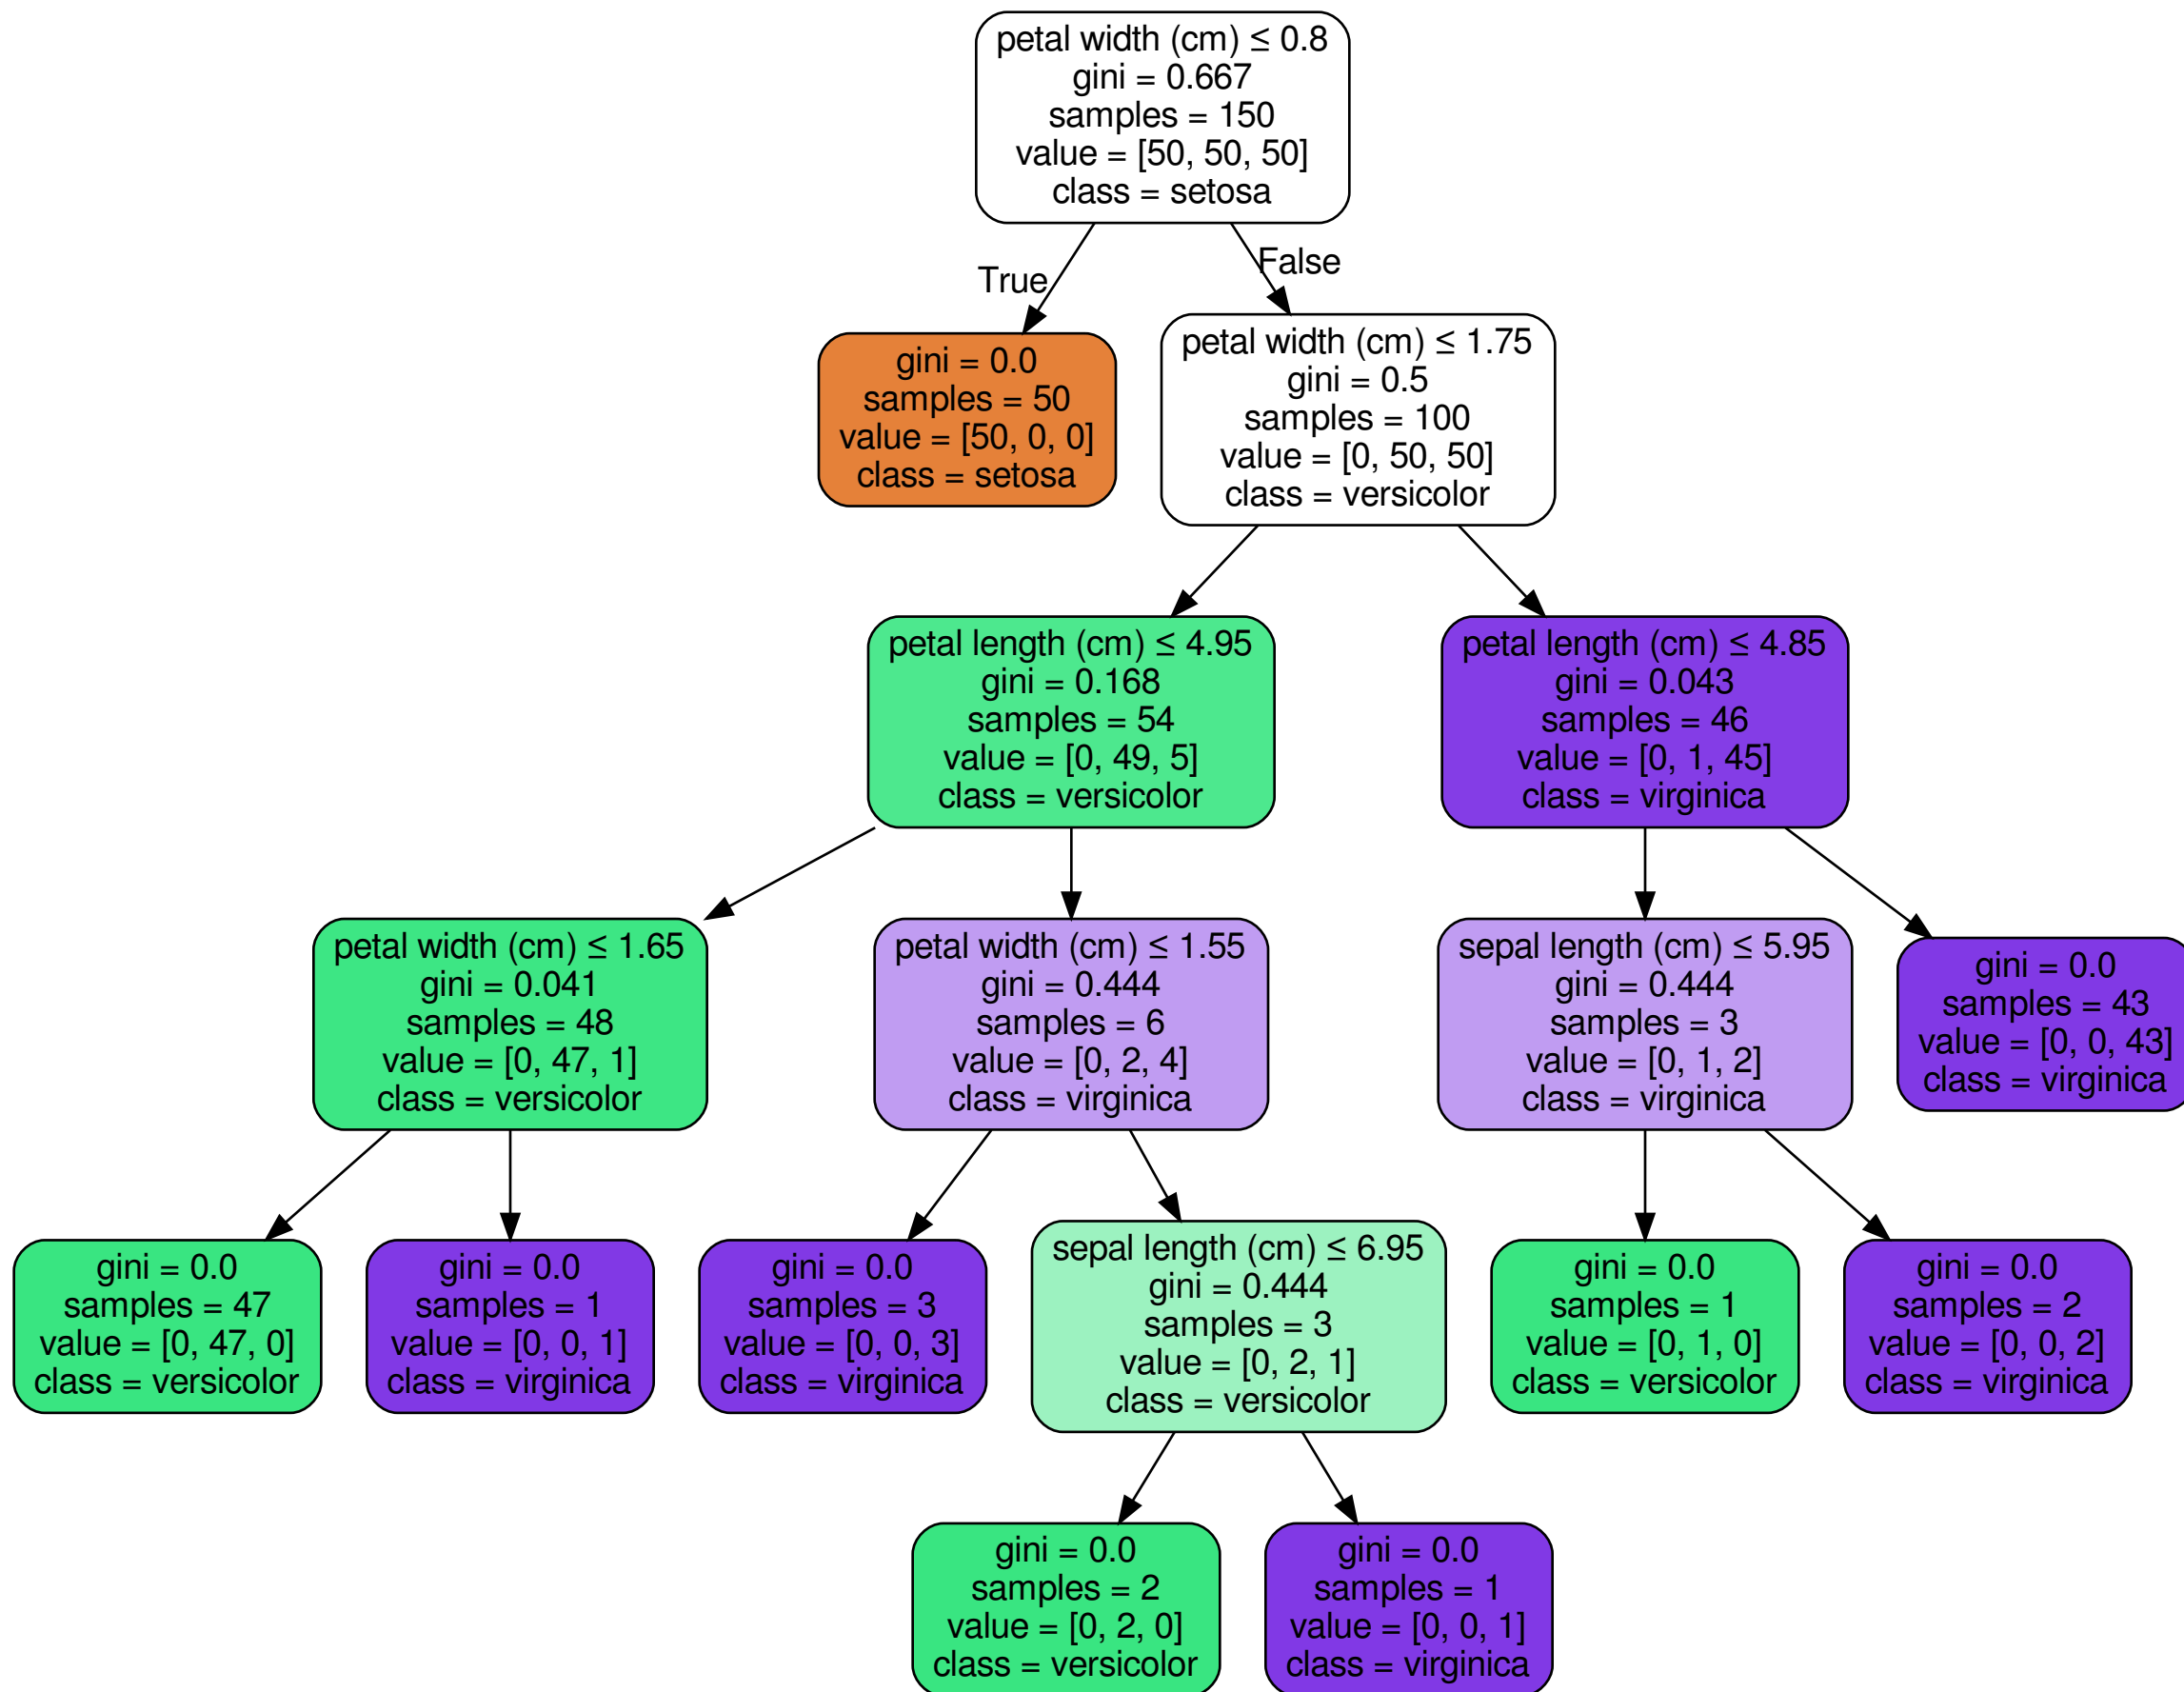 petal width (cm) ≤ 0.8
gini = 0.667
samples = 150
value = [50, 50, 50]
class = setosa
True
False
gini = 0.0
samples = 50
value = [50, 0, 0]
class = setosa
petal width (cm) ≤ 1.75
gini = 0.5
samples = 100
value = [0, 50, 50]
class = versicolor
petal length (cm) ≤ 4.95
gini = 0.168
samples = 54
value = [0, 49, 5]
class = versicolor
petal length (cm) ≤ 4.85
gini = 0.043
samples = 46
value = [0, 1, 45]
class = virginica
petal width (cm) ≤ 1.65
gini = 0.041
samples = 48
value = [0, 47, 1]
class = versicolor
petal width (cm) ≤ 1.55
gini = 0.444
samples = 6
value = [0, 2, 4]
class = virginica
sepal length (cm) ≤ 5.95
gini = 0.444
samples = 3
value = [0, 1, 2]
class = virginica
gini = 0.0
samples = 43
value = [0, 0, 43]
class = virginica
gini = 0.0
samples = 47
value = [0, 47, 0]
class = versicolor
gini = 0.0
samples = 1
value = [0, 0, 1]
class = virginica
gini = 0.0
samples = 3
value = [0, 0, 3]
class = virginica
sepal length (cm) ≤ 6.95
gini = 0.444
samples = 3
value = [0, 2, 1]
class = versicolor
gini = 0.0
samples = 1
value = [0, 1, 0]
class = versicolor
gini = 0.0
samples = 2
value = [0, 0, 2]
class = virginica
gini = 0.0
samples = 2
value = [0, 2, 0]
class = versicolor
gini = 0.0
samples = 1
value = [0, 0, 1]
class = virginica